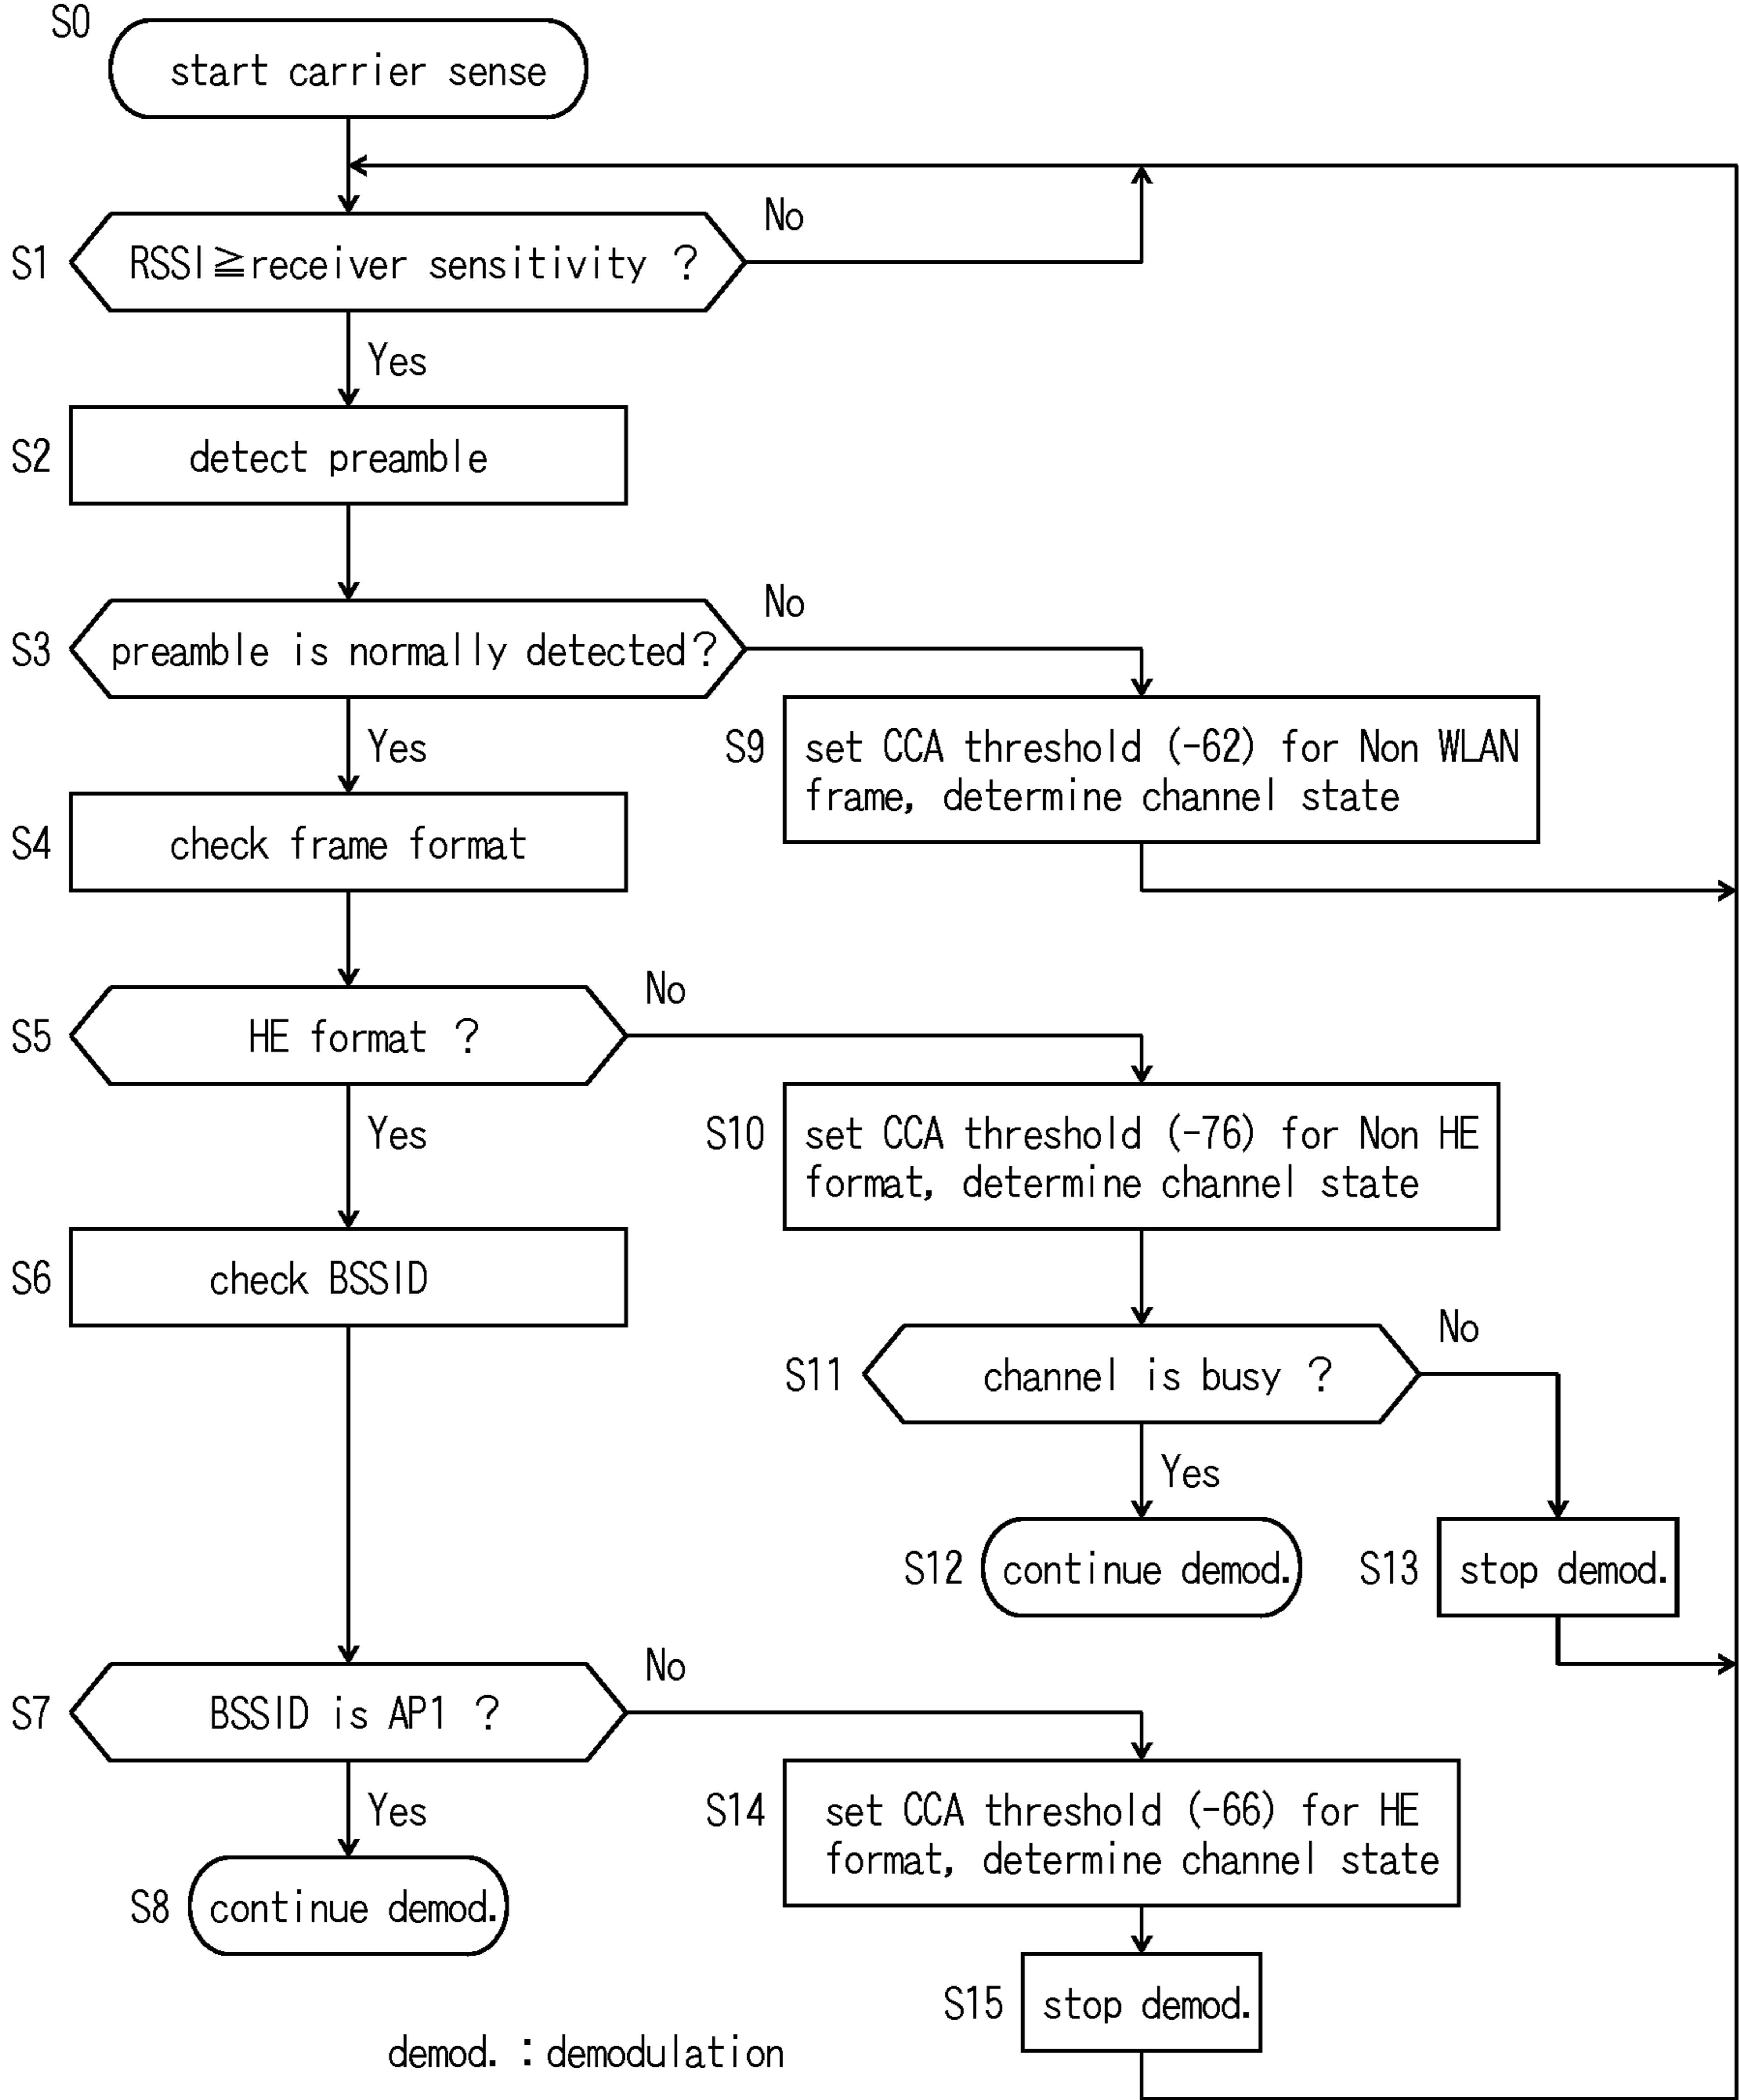 S0
start carrier sense
No
S1
RSSI≧receiver sensitivity ?
Yes
S2
detect preamble
No
S3
preamble is normally detected?
Yes
S9
set CCA threshold (-62) for Non WLAN
frame, determine channel state
S4
check frame format
No
S5
HE format ?
Yes
S10
set CCA threshold (-76) for Non HE
format, determine channel state
S6
check BSSID
No
S11
channel is busy ?
Yes
S12
continue demod.
S13
stop demod.
No
S7
BSSID is AP1 ?
Yes
S14
set CCA threshold (-66) for HE
format, determine channel state
S8
continue demod.
S15
stop demod.
demod. : demodulation